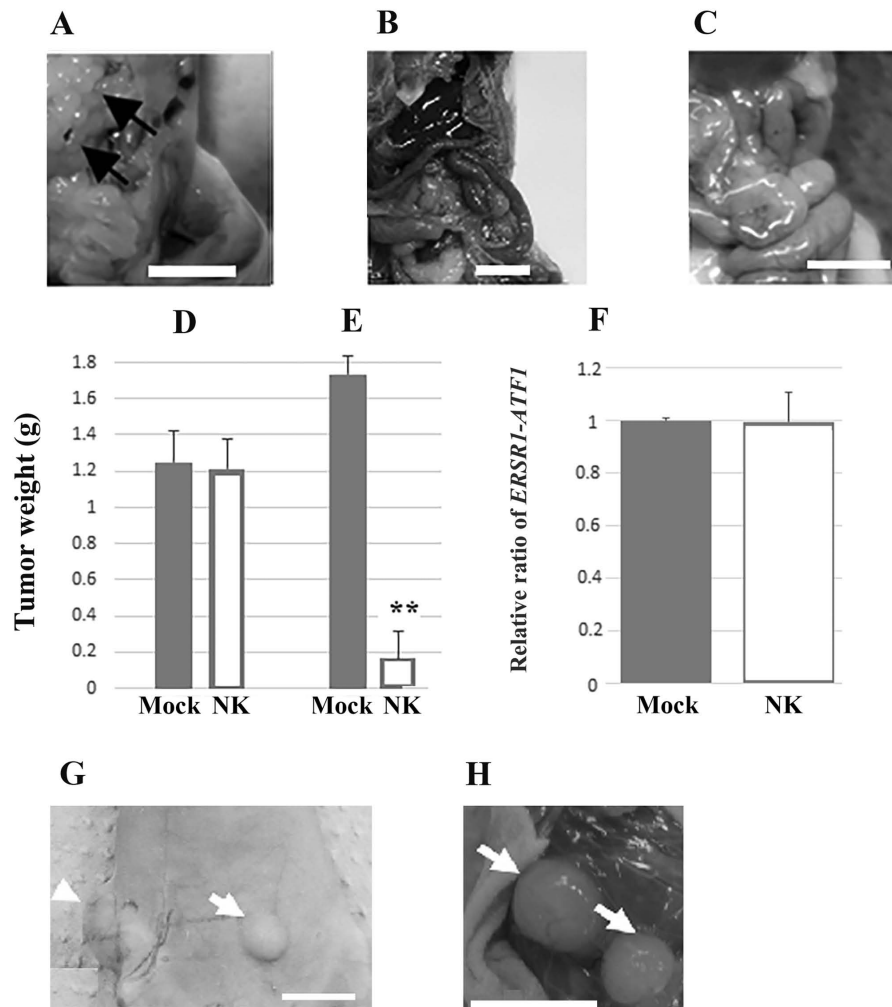 A
B
C
D
E
F
Tumor weight (g)
1.8
1.6
1.4
1.2
1
0.8
0.6
0.4
0.2
0
**
Mock NK Mock NK
Relative ratio of ERSR1-ATF1
1.2
1
0.8
0.6
0.4
0.2
0
Mock NK
G
H